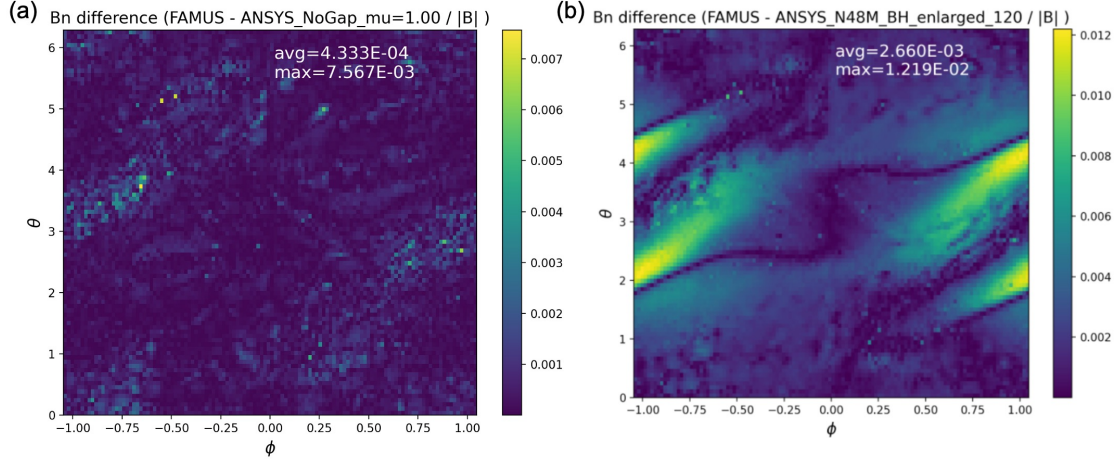 (a)
Bn difference (FAMUS - ANSYS_NoGap_mu=1.00 / |B| )
avg=4.333E-04
max=7.567E-03
6
5
4
3
2
1
0
θ
−1.00 −0.75 −0.50 −0.25 0.00 0.25 0.50 0.75 1.00
ϕ
0.007
0.006
0.005
0.004
0.003
0.002
0.001
(b)
Bn difference (FAMUS - ANSYS_N48M_BH_enlarged_120 / |B| )
avg=2.660E-03
max=1.219E-02
6
5
4
3
2
1
0
θ
−1.00 −0.75 −0.50 −0.25 0.00 0.25 0.50 0.75 1.00
ϕ
0.012
0.010
0.008
0.006
0.004
0.002